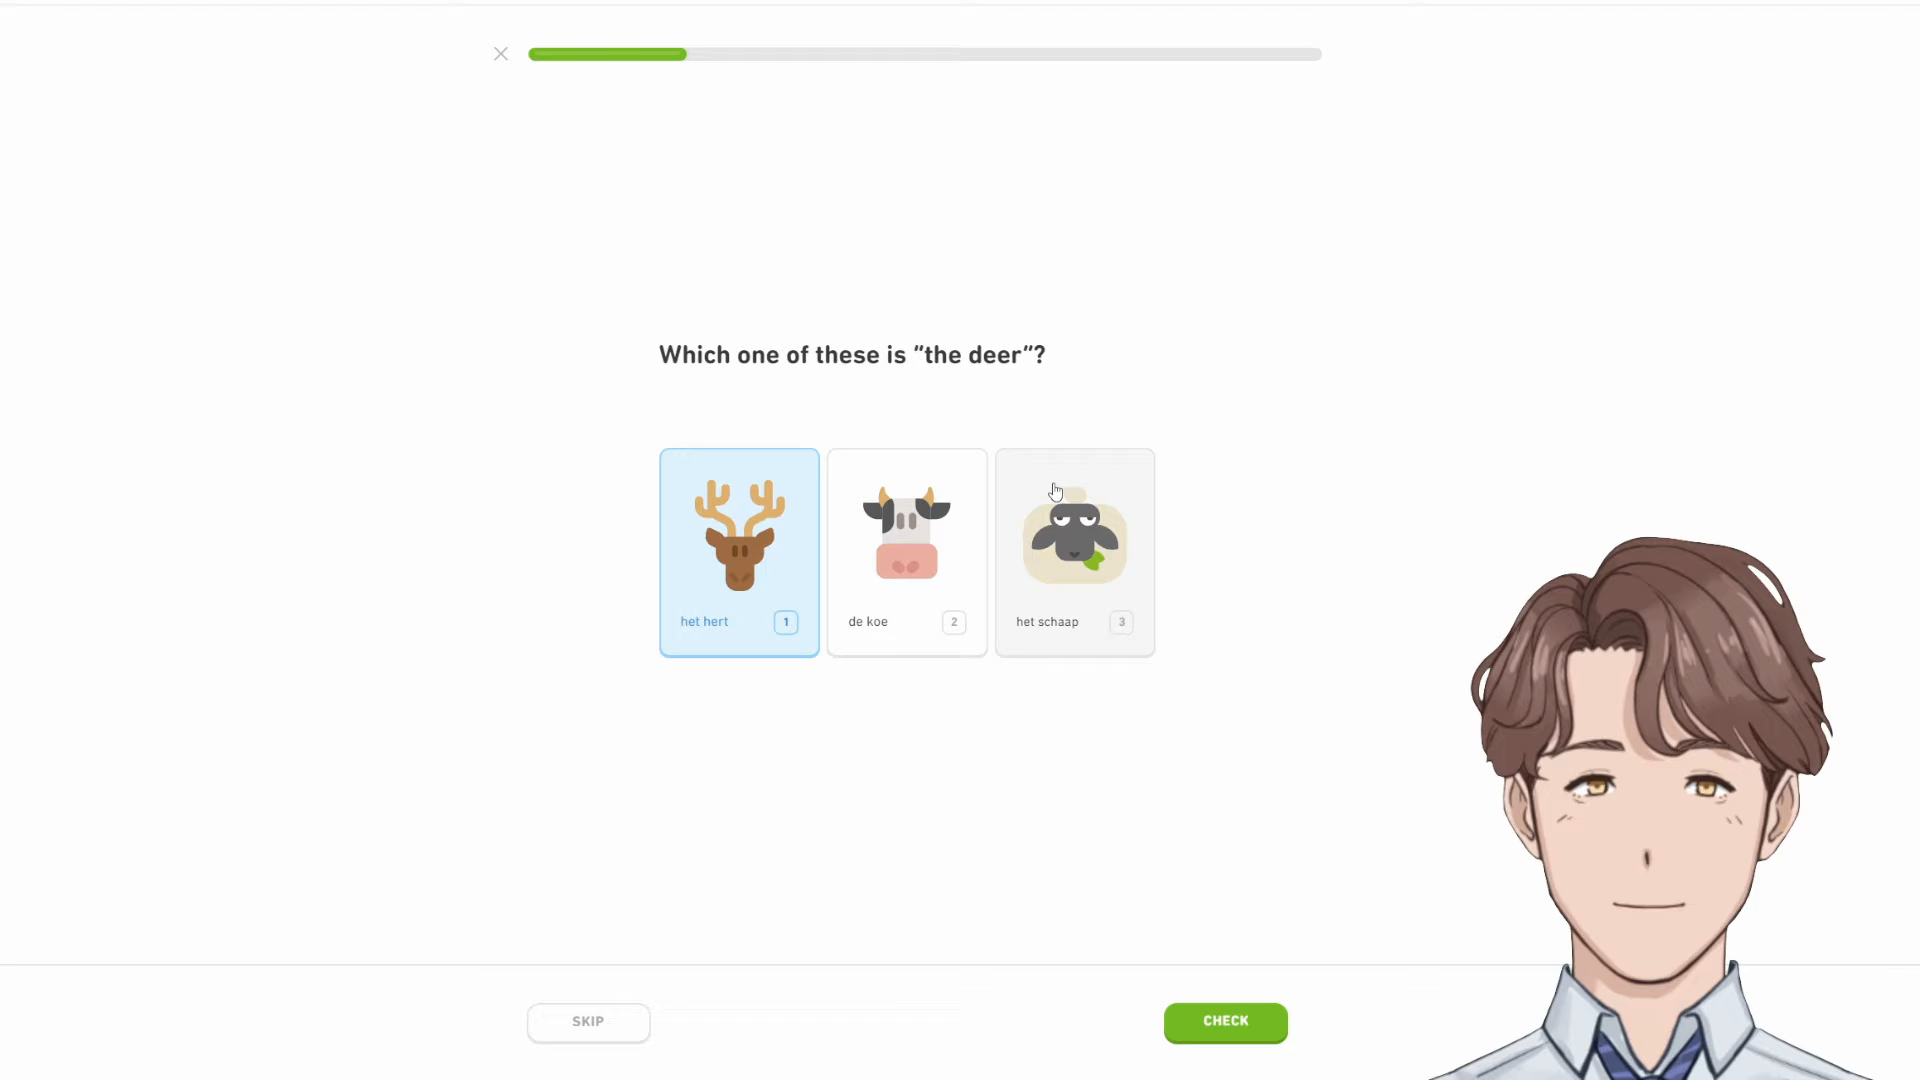 Which one of these is “the deer”?
het hert 1
de koe 2
het schaap 3
SKIP
CHECK